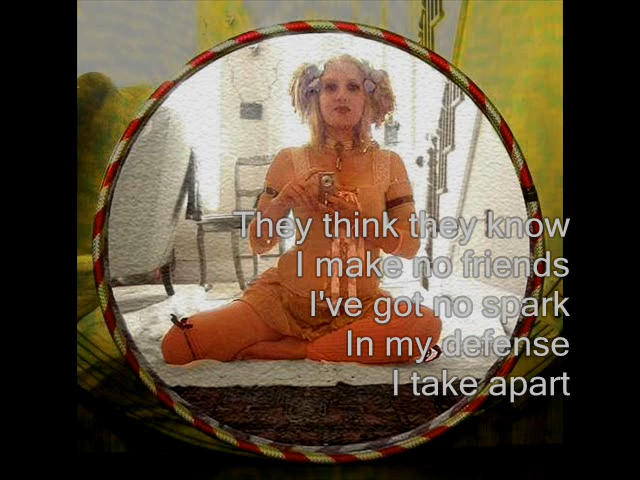 They think they know
I make no friends
I've got no spark
In my defense
I take apart